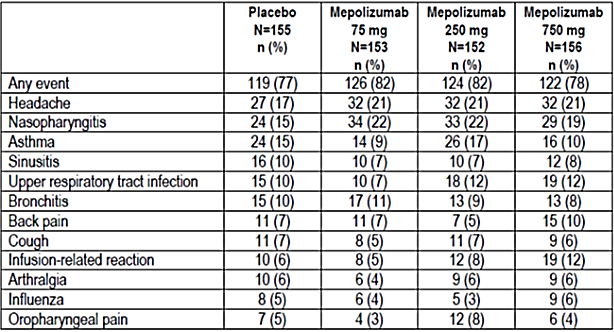 Placebo N=155 n (%) | Mepolizumab 75 mg N=153 n (%) | Mepolizumab 250 mg N=152 n (%) | Mepolizumab 750 mg N=156 n (%)
Any event 119 (77) 126 (82) 124 (82) 122 (78)
Headache 27 (17) 32 (21) 32 (21) 32 (21)
Nasopharyngitis 24 (15) 34 (22) 33 (22) 29 (19)
Asthma 24 (15) 14 (9) 26 (17) 16 (10)
Sinusitis 16 (10) 10 (7) 10 (7) 12 (8)
Upper respiratory tract infection 15 (10) 10 (7) 18 (12) 19 (12)
Bronchitis 15 (10) 17 (11) 13 (9) 13 (8)
Back pain 11 (7) 11 (7) 7 (5) 15 (10)
Cough 11 (7) 8 (5) 11 (7) 9 (6)
Infusion-related reaction 10 (6) 8 (5) 12 (8) 19 (12)
Arthralgia 10 (6) 6 (4) 9 (6) 9 (6)
Influenza 8 (5) 6 (4) 5 (3) 9 (6)
Oropharyngeal pain 7 (5) 4 (3) 12 (8) 6 (4)